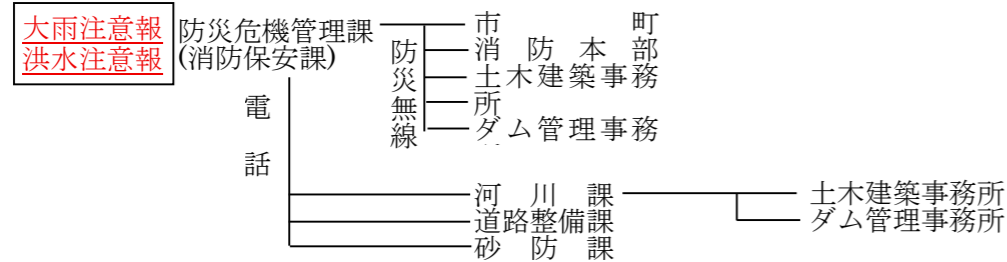 大雨注意報
洪水注意報
防災危機管理課
(消防保安課)
防災無線
市町
消防本部
土木建築事務
所
ダム管理事務
電話
河川課
道路整備課
砂防課
土木建築事務所
ダム管理事務所